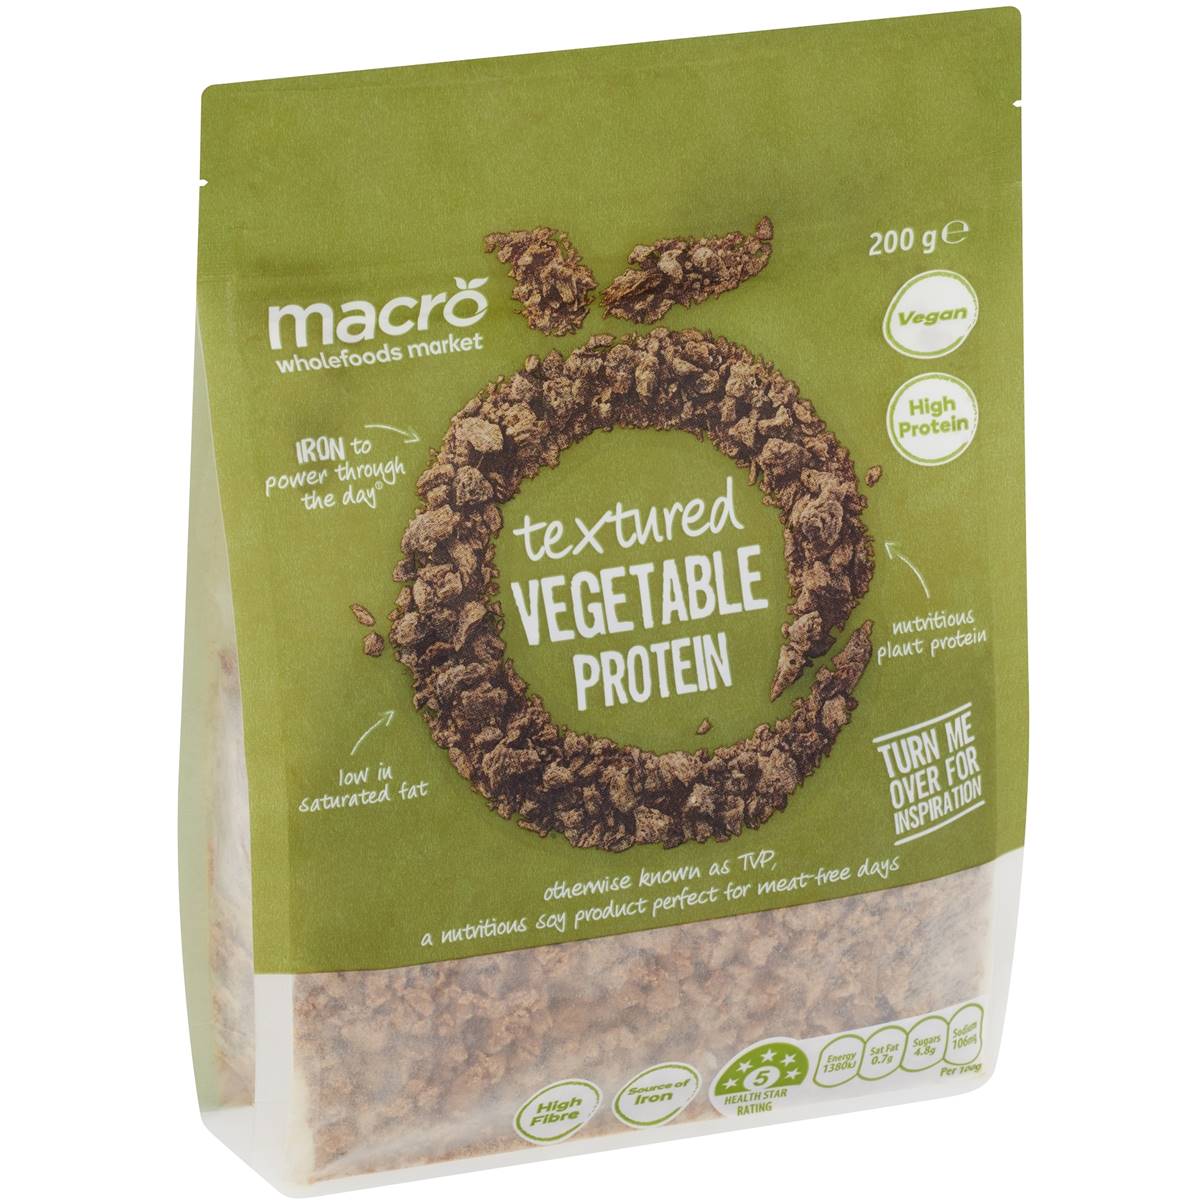 200 g ℮
macro
wholefoods market
Vegan
High
Protein
IRON to
power through
the day®
textured
VEGETABLE
PROTEIN
nutritious
plant protein
low in
saturated fat
TURN ME
OVER FOR
INSPIRATION
otherwise known as TVP,
a nutritious soy product perfect for meat-free days
High
Fibre
Source of
Iron
5
HEALTH STAR
RATING
Energy
1380kJ
Sat Fat
0.7g
Sugars
4.8g
Sodium
106mg
Per 100g